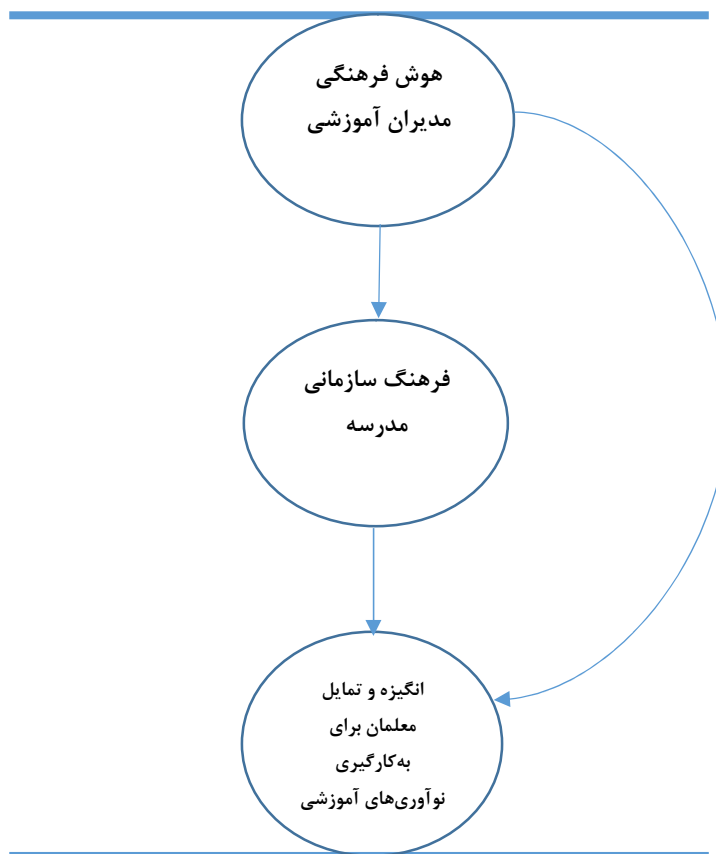 هوش فرهنگی
مدیران آموزشی
فرهنگ سازمانی
مدرسه
انگیزه و تمایل
معلمان برای
به‌کارگیری
نوآوری‌های آموزشی